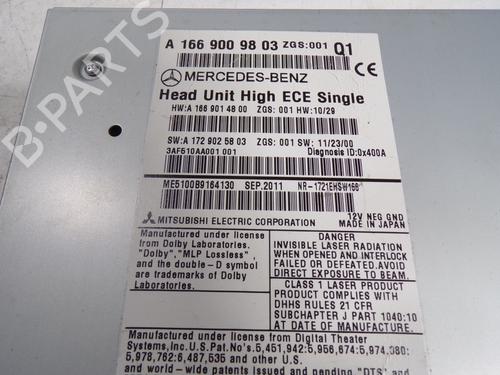 A 166 900 98 03 ZGS:001 Q1
MERCEDES-BENZ
Head Unit High ECE Single
HW:A 166 901 48 00 ZGS: 001 HW:10/29
SW:A 172 902 58 03 ZGS: 001 SW: 11/23/00
3AF510AA001 001 Diagnosis ID:0x400A
ME5100B9164130 SEP.2011 NR-1721EHSW166
12V NEG GND
MITSUBISHI ELECTRIC CORPORATION MADE IN JAPAN
Manufactured under license
from Dolby Laboratories.
"Dolby", "MLP Lossless",
and the double-D symbol
are trademarks of Dolby
Laboratories.
DANGER
INVISIBLE LASER RADIATION
WHEN OPENED AND INTERLOCK
FAILED OR DEFEATED.AVOID
DIRECT EXPOSURE TO BEAM.
CLASS 1 LASER PRODUCT
PRODUCT COMPLIES WITH
DHHS RULES 21 CFR
SUBCHAPTER J PART 1040:10
AT DATE OF MANUFACTURE.
Manufactured under license from Digital Theater
Systems,Inc. U.S. Pat.No's 5,451,942:5,956,674:5,974,380:
5,978,762:6,487,535 and other U.S.
and world-wide patents issued and pending "DTS" and